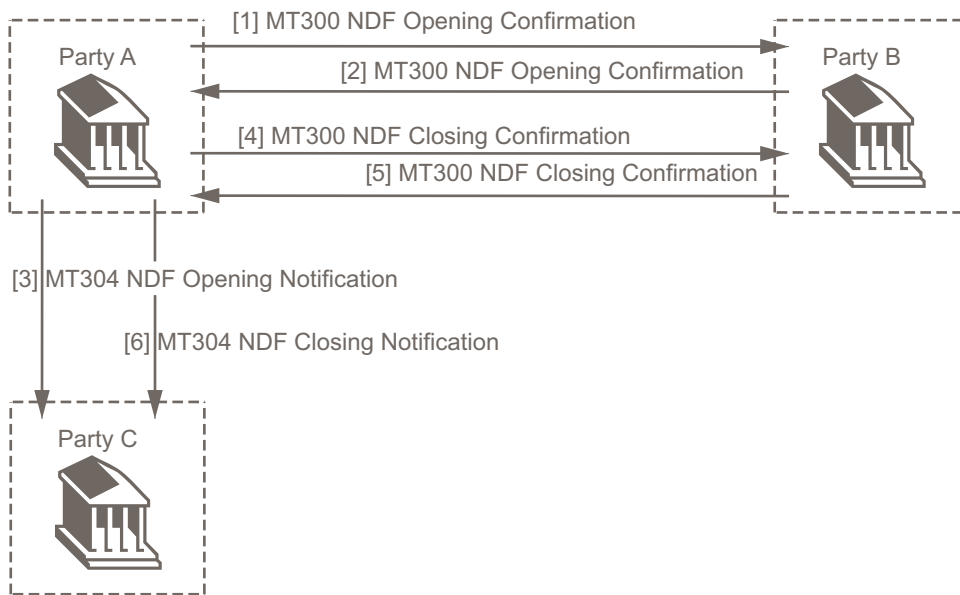 [1] MT300 NDF Opening Confirmation
Party A
Party B
[2] MT300 NDF Opening Confirmation
[4] MT300 NDF Closing Confirmation
[5] MT300 NDF Closing Confirmation
[3] MT304 NDF Opening Notification
[6] MT304 NDF Closing Notification
Party C